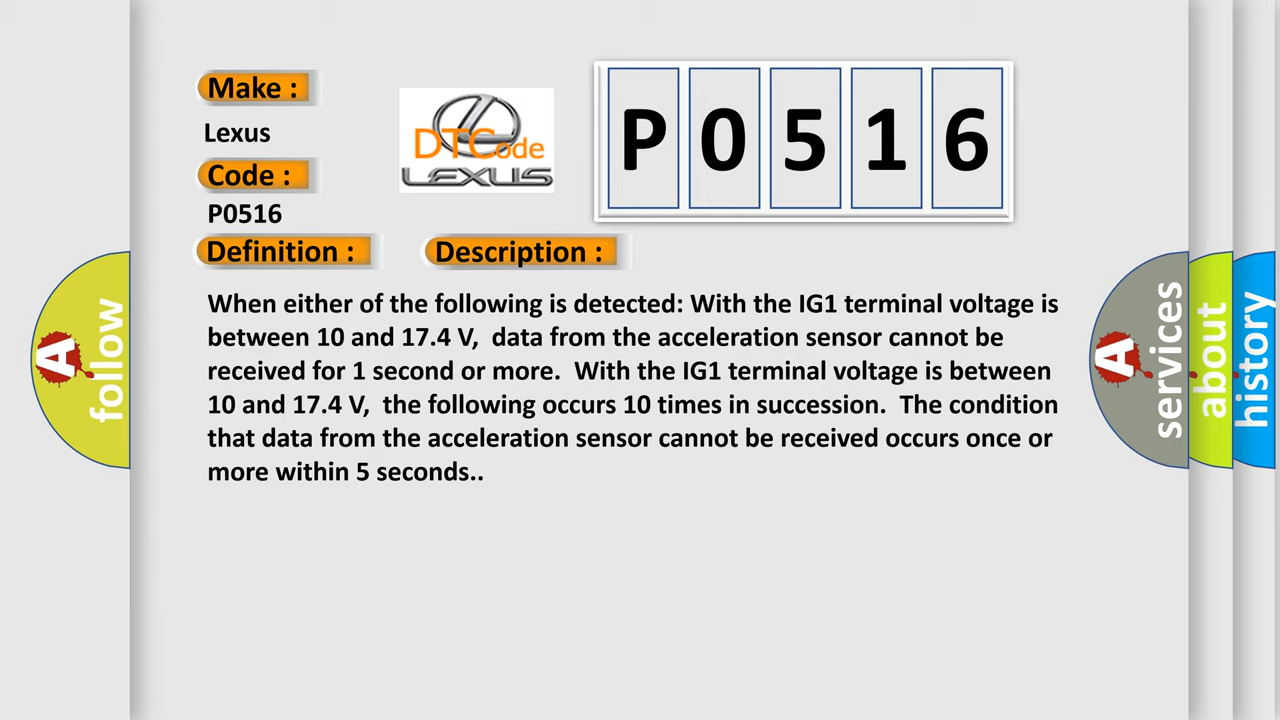 Make :
Lexus
Code :
P0516
Definition :
Description :
DTCode
LEXUS
P0516
When either of the following is detected: With the IG1 terminal voltage is
between 10 and 17.4 V,  data from the acceleration sensor cannot be
received for 1 second or more.  With the IG1 terminal voltage is between
10 and 17.4 V,  the following occurs 10 times in succession.  The condition
that data from the acceleration sensor cannot be received occurs once or
more within 5 seconds..
A follow
A services
about
history